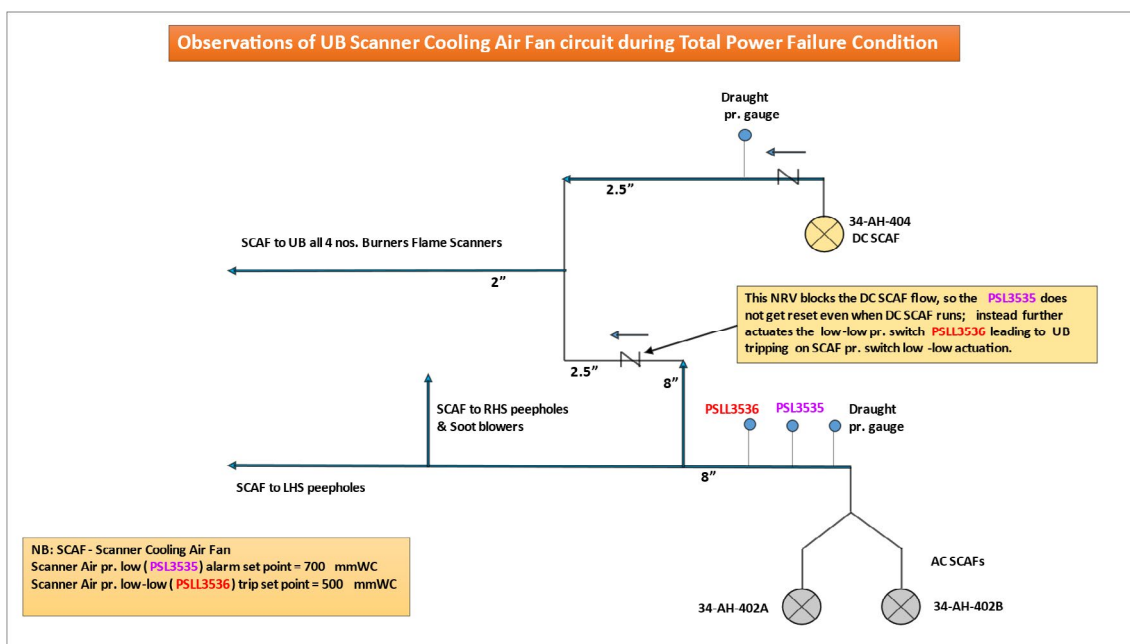 Observations of UB Scanner Cooling Air Fan circuit during Total Power Failure Condition
Draught
pr. gauge
2.5”
34-AH-404
DC SCAF
SCAF to UB all 4 nos. Burners Flame Scanners
2”
This NRV blocks the DC SCAF flow, so the PSL3535 does
not get reset even when DC SCAF runs; instead further
actuates the low-low pr. switch PSLL3536 leading to UB
tripping on SCAF pr. switch low -low actuation.
2.5”
8”
SCAF to RHS peepholes
& Soot blowers
PSLL3536
PSL3535
Draught
pr. gauge
8”
SCAF to LHS peepholes
NB: SCAF - Scanner Cooling Air Fan
Scanner Air pr. low (PSL3535) alarm set point = 700 mmWC
Scanner Air pr. low-low (PSLL3536) trip set point = 500 mmWC
AC SCAFs
34-AH-402A
34-AH-402B